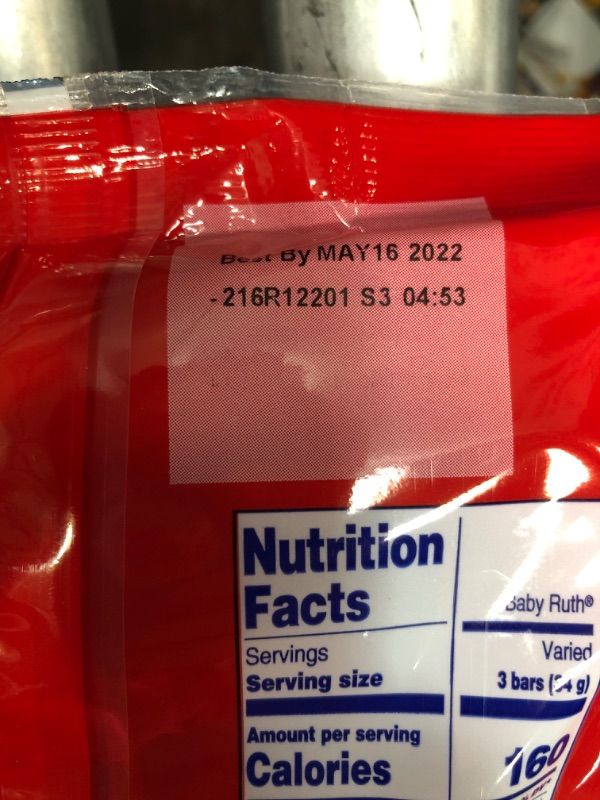 Best By MAY16 2022
-216R12201 S3 04:53
Nutrition
Facts
Baby Ruth®
Servings
Varied
Serving size
3 bars (34 g)
Amount per serving
Calories
160